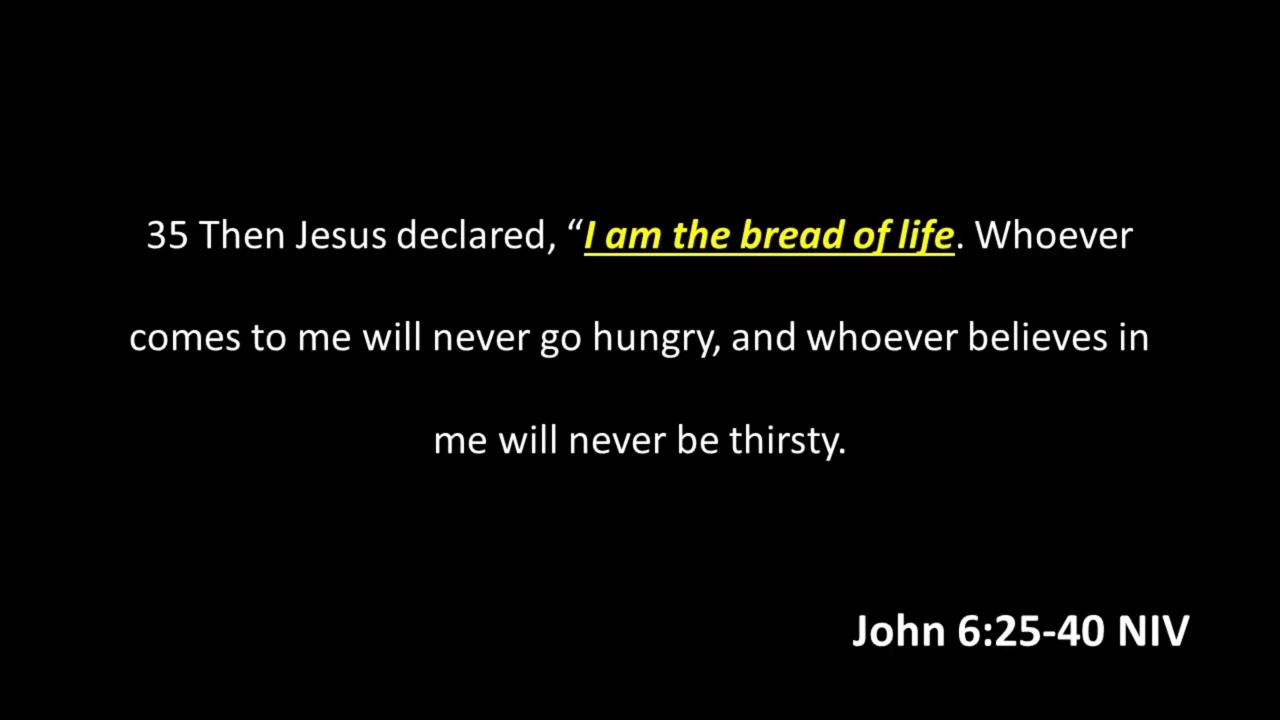 35 Then Jesus declared, “I am the bread of life. Whoever
comes to me will never go hungry, and whoever believes in
me will never be thirsty.
John 6:25-40 NIV